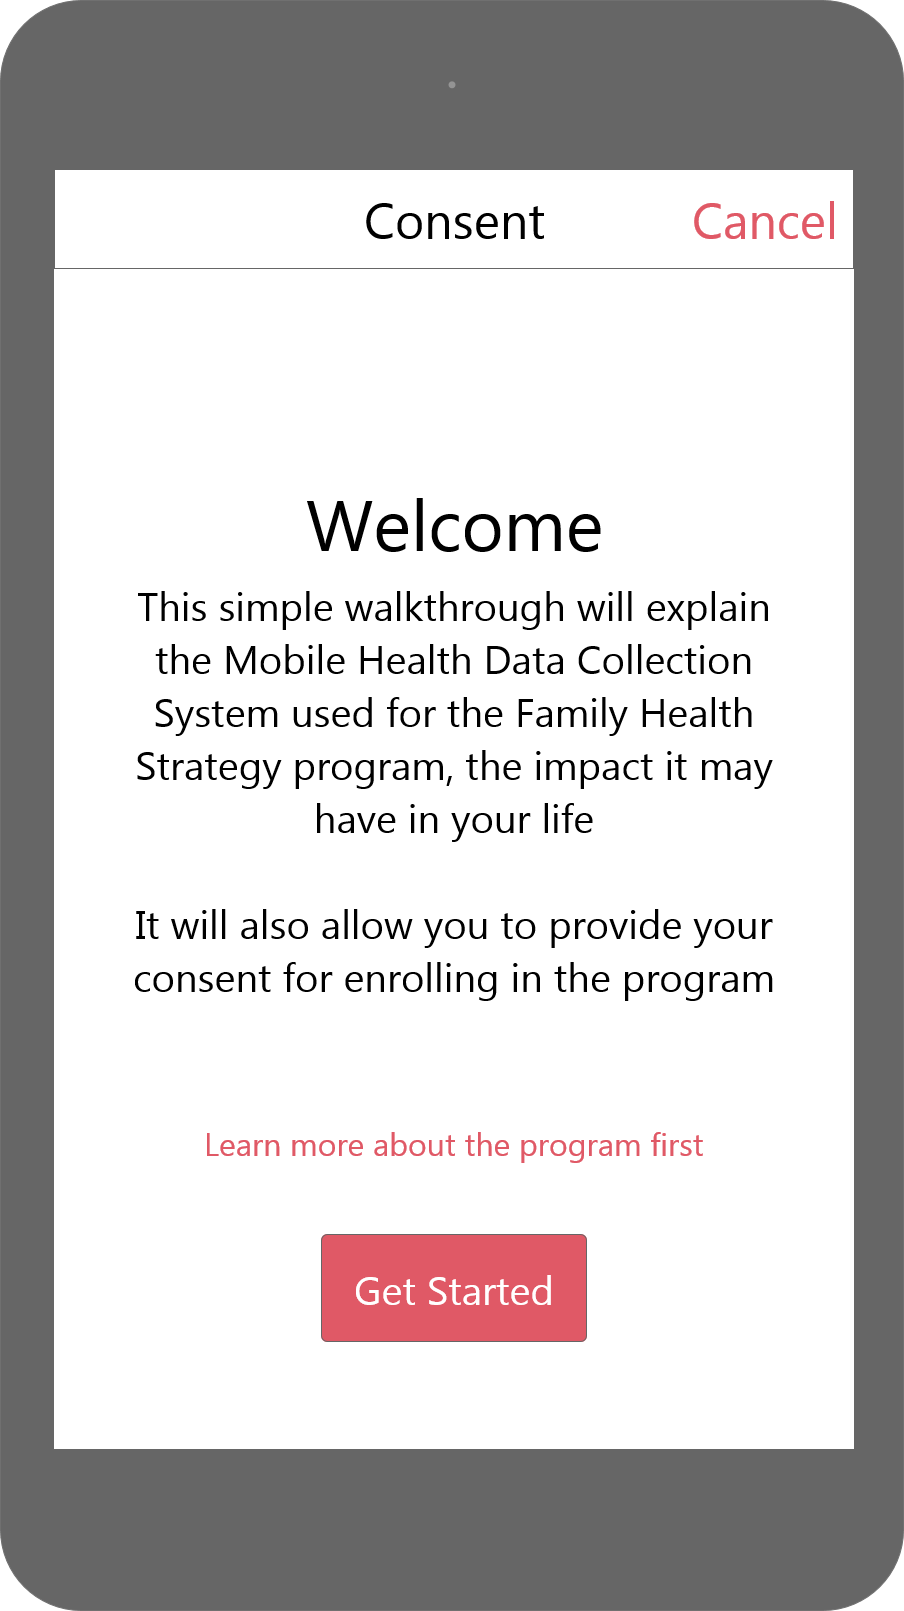 Consent
Cancel
Welcome
This simple walkthrough will explain
the Mobile Health Data Collection
System used for the Family Health
Strategy program, the impact it may
have in your life
It will also allow you to provide your
consent for enrolling in the program
Learn more about the program first
Get Started